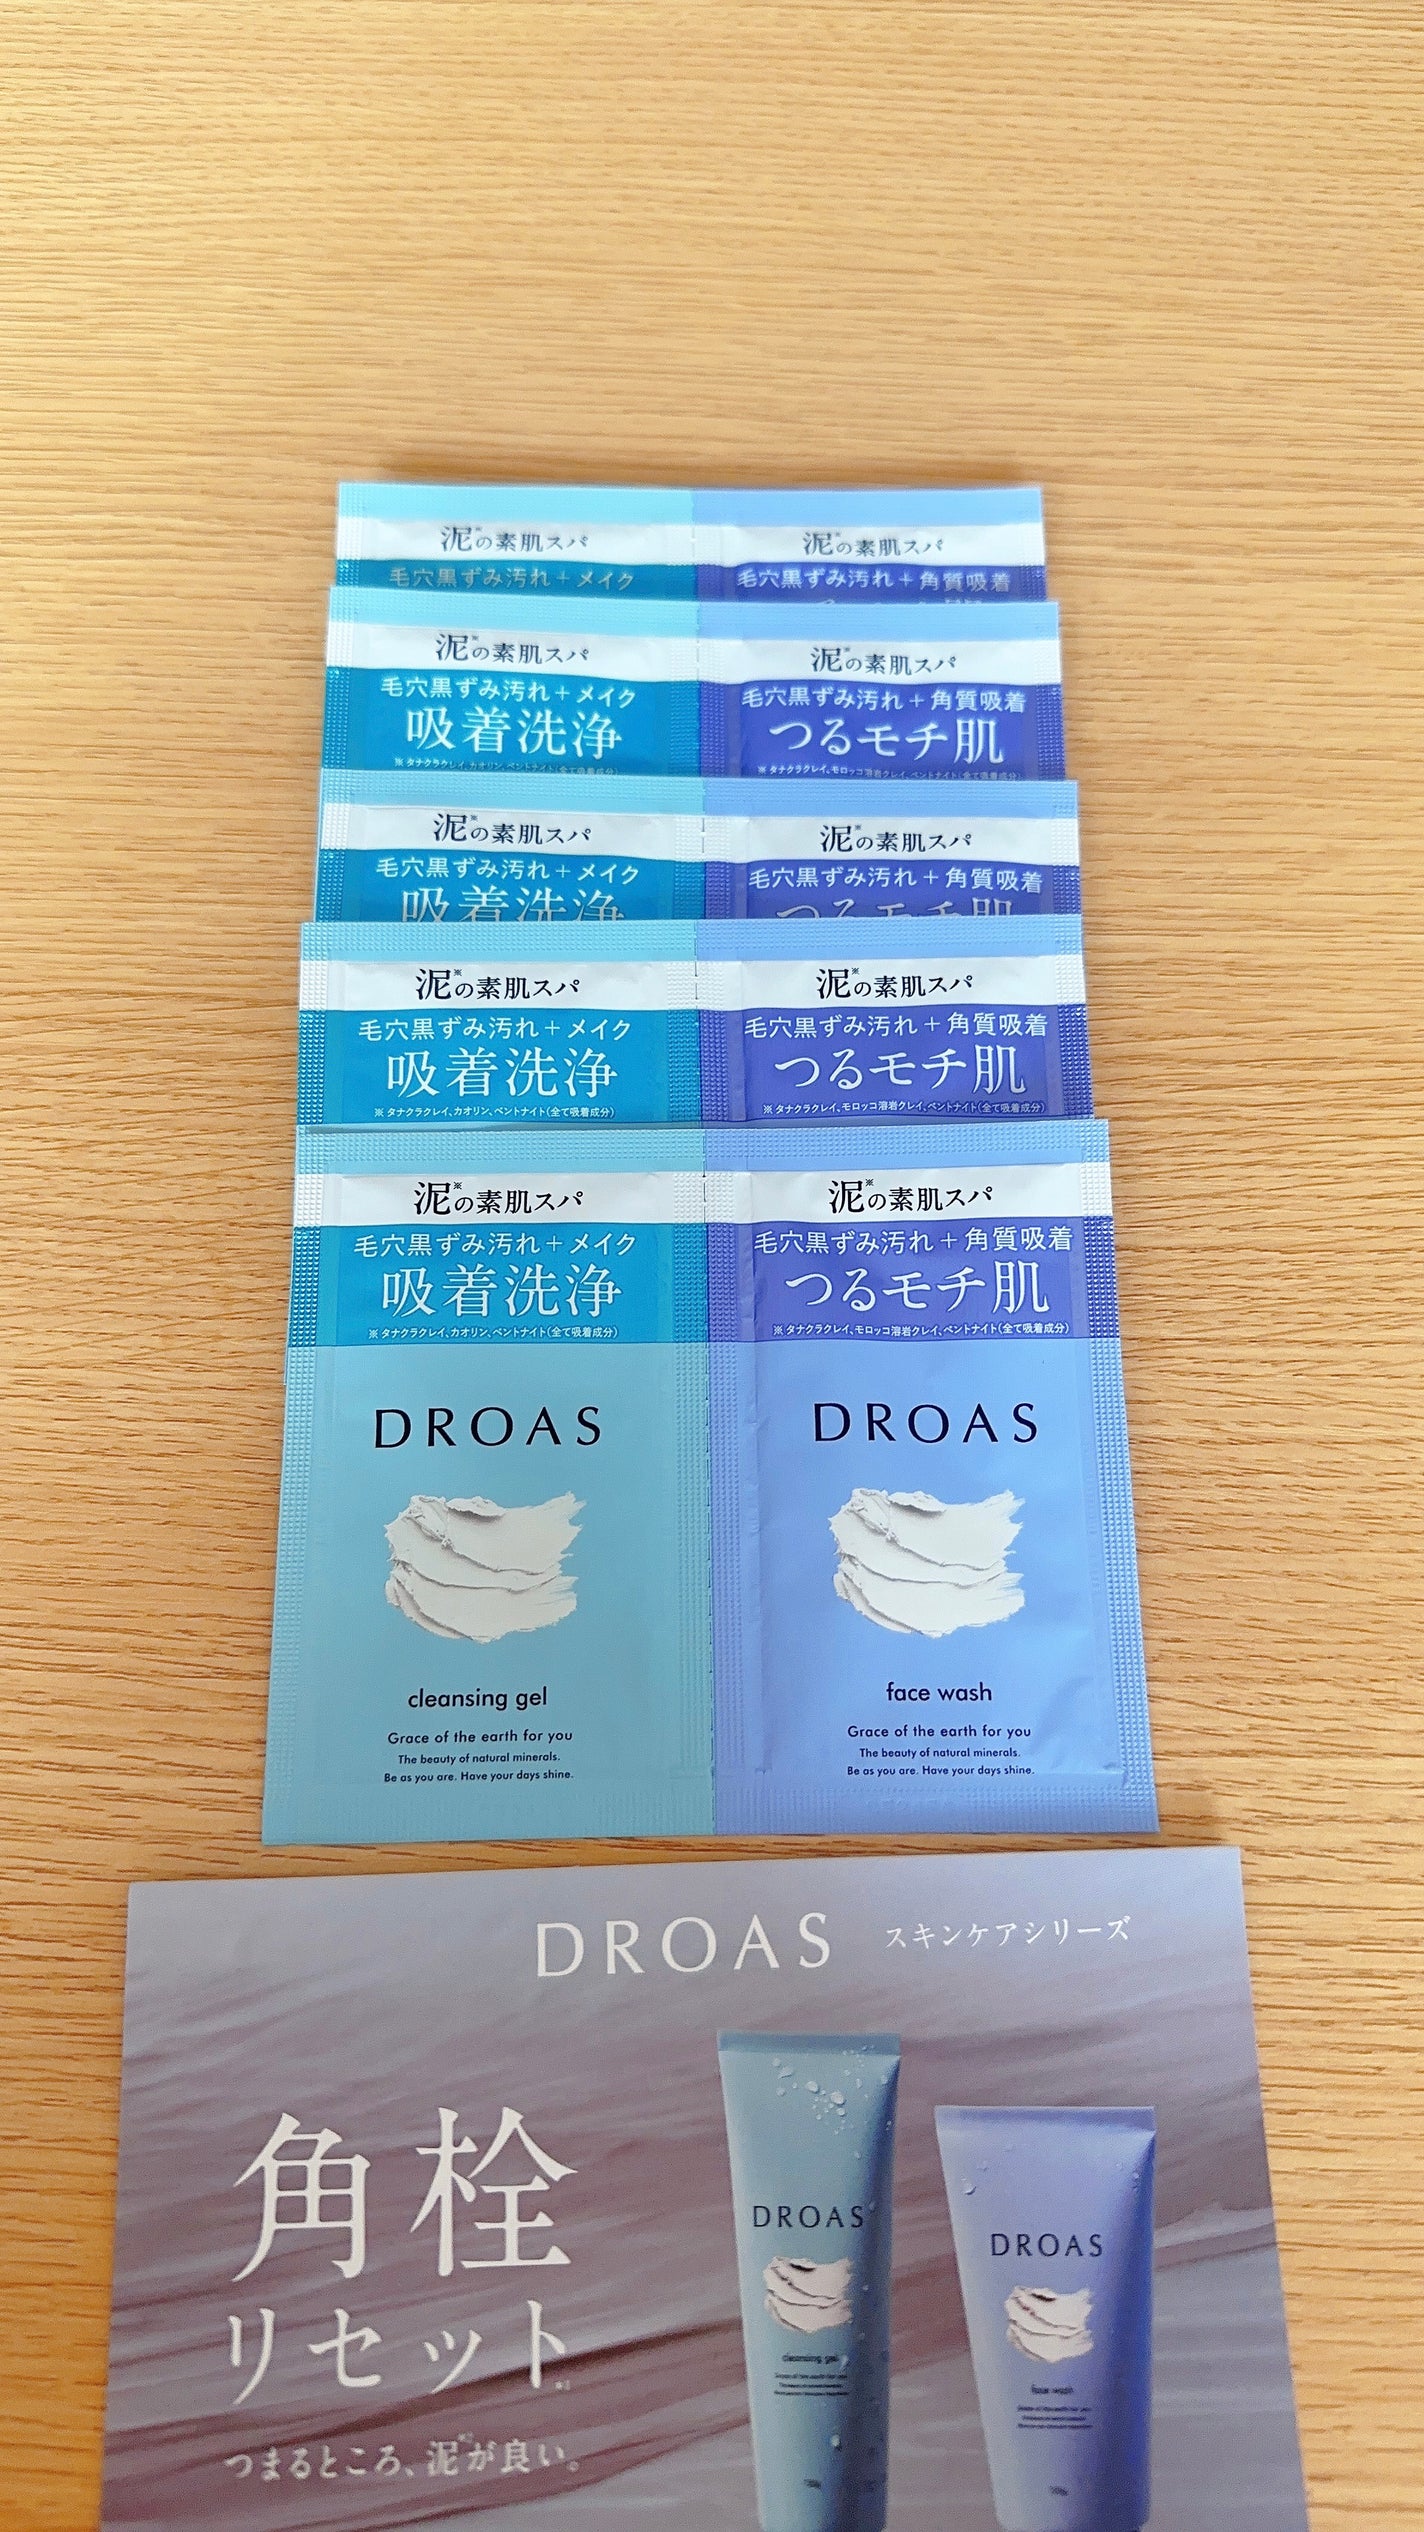 泥※の素肌スパ
毛穴黒ずみ汚れ+メイク
泥※の素肌スパ
毛穴黒ずみ汚れ+角質吸着
泥※の素肌スパ
毛穴黒ずみ汚れ+メイク
吸着洗浄
※タナクラクレイ、カオリン、ベントナイト(全て吸着成分)
泥※の素肌スパ
毛穴黒ずみ汚れ+角質吸着
つるモチ肌
※タナクラクレイ、モロッコ溶岩クレイ、ベントナイト(全て吸着成分)
泥※の素肌スパ
毛穴黒ずみ汚れ+メイク
吸着洗浄
泥※の素肌スパ
毛穴黒ずみ汚れ+角質吸着
つるモチ肌
泥※の素肌スパ
毛穴黒ずみ汚れ+メイク
吸着洗浄
※タナクラクレイ、カオリン、ベントナイト(全て吸着成分)
泥※の素肌スパ
毛穴黒ずみ汚れ+角質吸着
つるモチ肌
※タナクラクレイ、モロッコ溶岩クレイ、ベントナイト(全て吸着成分)
泥※の素肌スパ
毛穴黒ずみ汚れ+メイク
吸着洗浄
※タナクラクレイ、カオリン、ベントナイト(全て吸着成分)
DROAS
cleansing gel
Grace of the earth for you
The beauty of natural minerals.
Be as you are. Have your days shine.
泥※の素肌スパ
毛穴黒ずみ汚れ+角質吸着
つるモチ肌
※タナクラクレイ、モロッコ溶岩クレイ、ベントナイト(全て吸着成分)
DROAS
face wash
Grace of the earth for you
The beauty of natural minerals.
Be as you are. Have your days shine.
DROAS スキンケアシリーズ
角栓
リセット
つまるところ、泥が良い。
DROAS
cleansing gel
DROAS
face wash